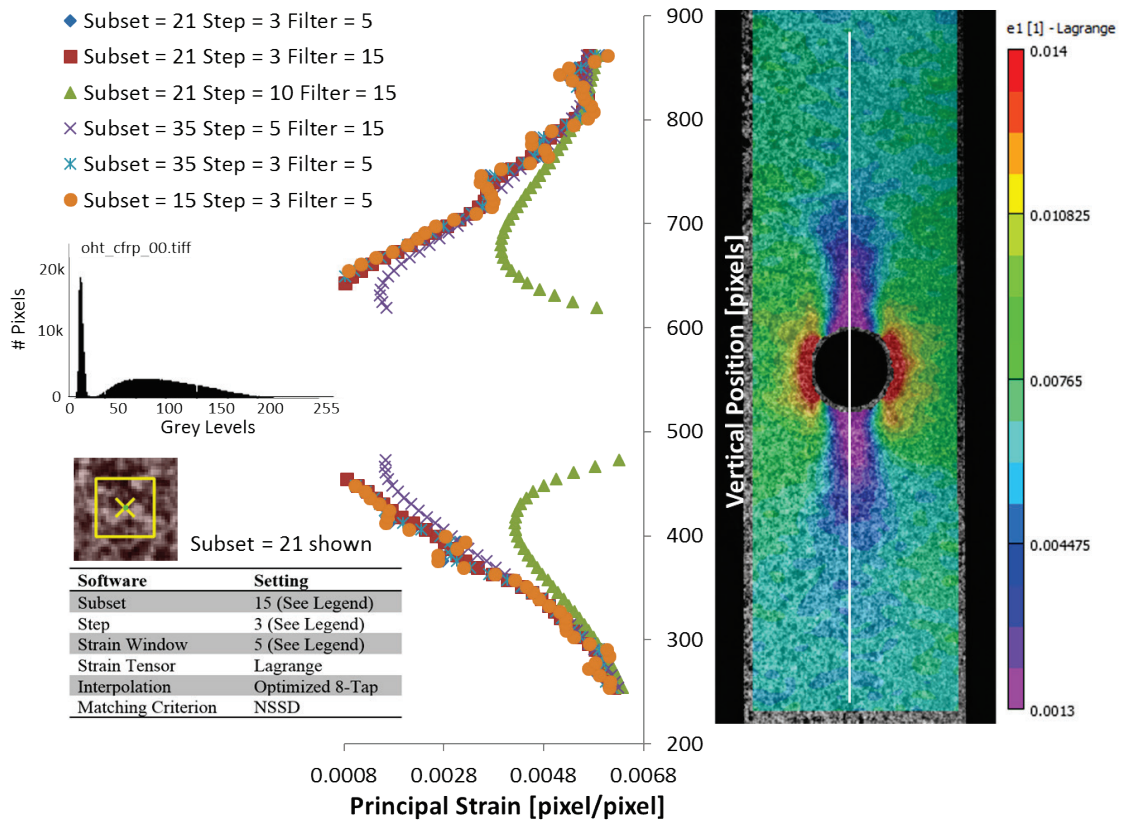 Subset = 21 Step = 3 Filter = 5
Subset = 21 Step = 3 Filter = 15
Subset = 21 Step = 10 Filter = 15
Subset = 35 Step = 5 Filter = 15
Subset = 35 Step = 3 Filter = 5
Subset = 15 Step = 3 Filter = 5
oht_cfrp_00.tiff
20k
10k
0
# Pixels
0 50 100 150 200 255
Grey Levels
Subset = 21 shown
Software Setting
Subset 15 (See Legend)
Step 3 (See Legend)
Strain Window 5 (See Legend)
Strain Tensor Lagrange
Interpolation Optimized 8-Tap
Matching Criterion NSSD
900
800
700
600
500
400
300
200
Vertical Position [pixels]
0.0008 0.0028 0.0048 0.0068
Principal Strain [pixel/pixel]
e1 [1] - Lagrange
0.014
0.010825
0.00765
0.004475
0.0013